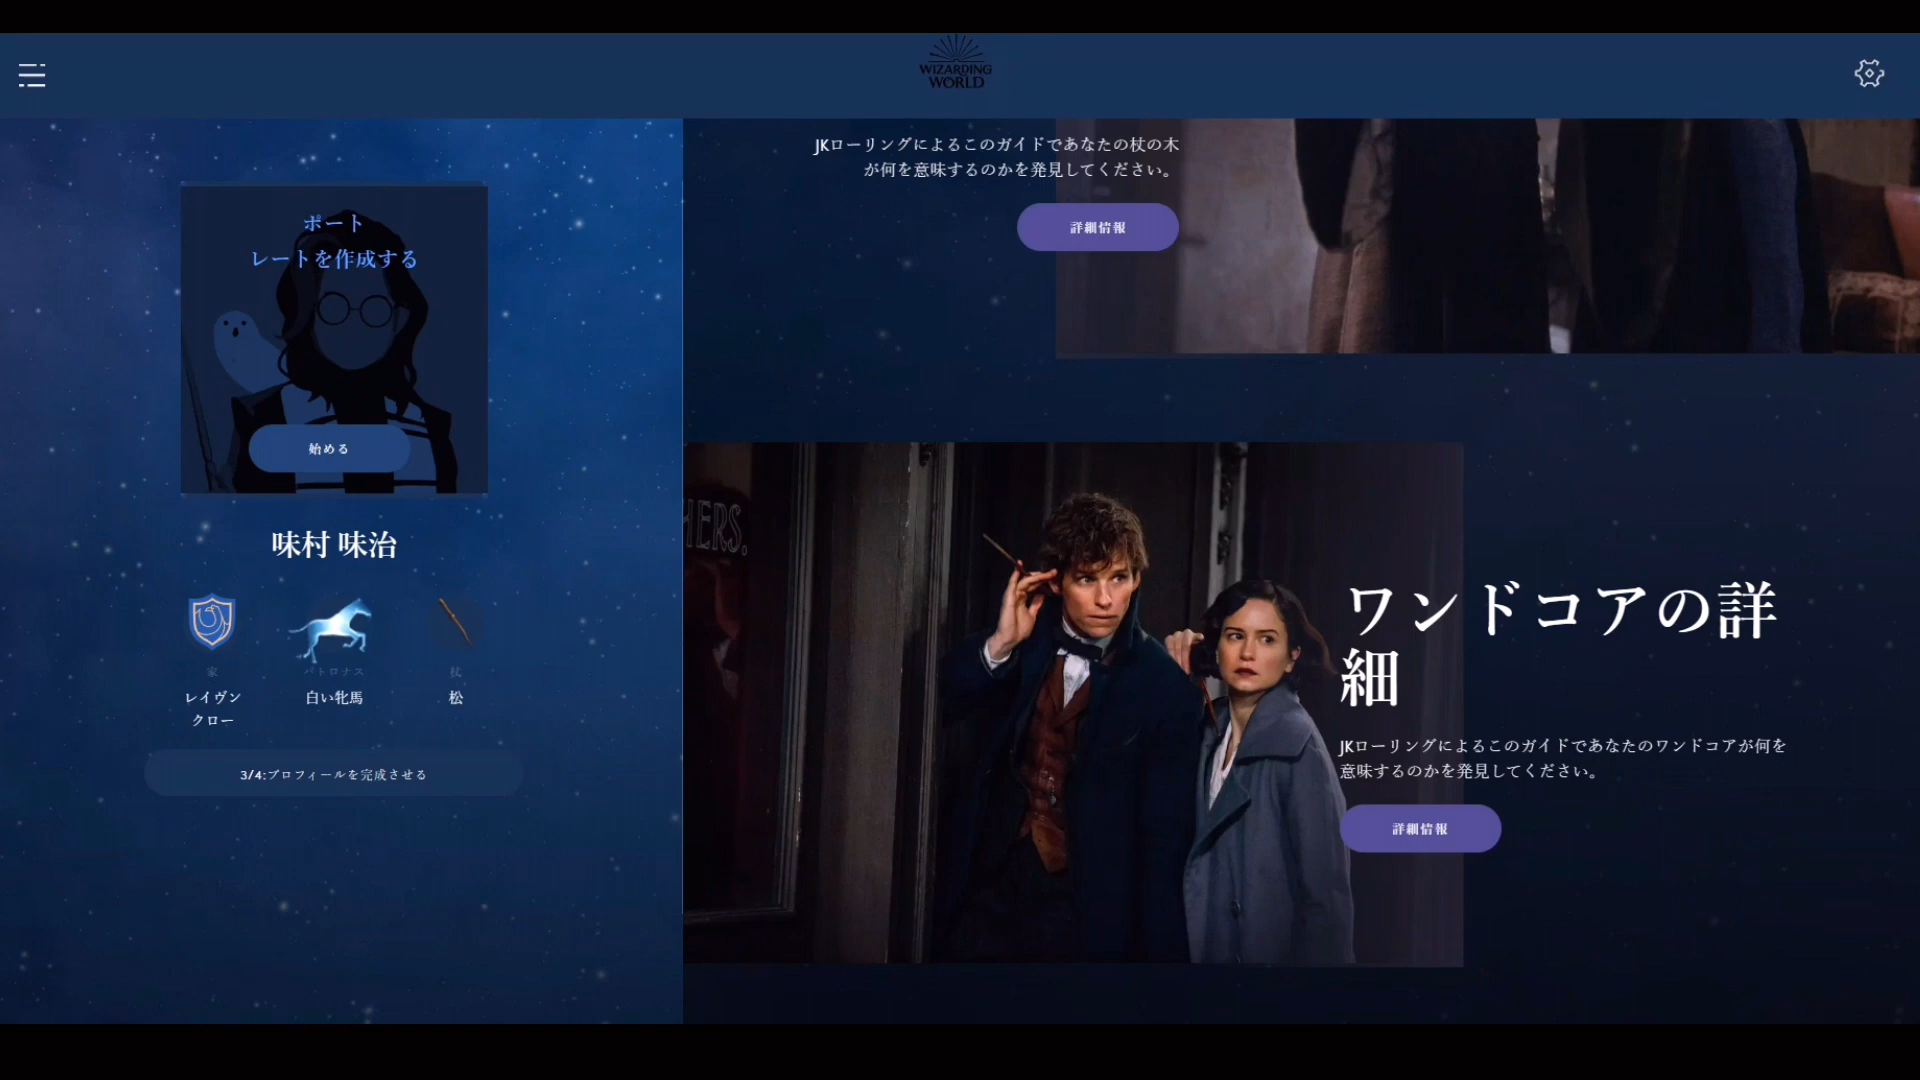 WIZARDING
WORLD
ポート
レートを作成する
始める
味村 味治
家
パトロナス
杖
レイヴン
クロー
白い牝馬
松
3/4:プロフィールを完成させる
JKローリングによるこのガイドであなたの杖の木
が何を意味するのかを発見してください。
詳細情報
HERS.
ワンドコアの詳
細
JKローリングによるこのガイドであなたのワンドコアが何を
意味するのかを発見してください。
詳細情報